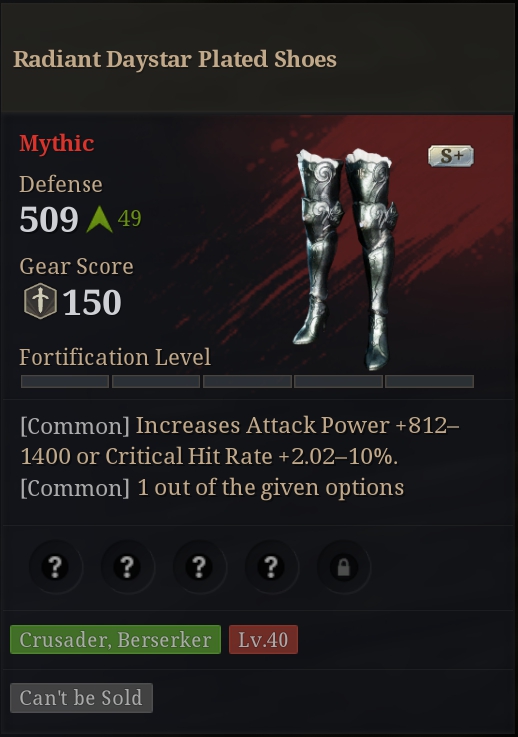 Radiant Daystar Plated Shoes
Mythic
S+
Defense
509 49
Gear Score
150
Fortification Level
[Common] Increases Attack Power +812–
1400 or Critical Hit Rate +2.02–10%.
[Common] 1 out of the given options
? ? ? ?
Crusader, Berserker Lv.40
Can't be Sold